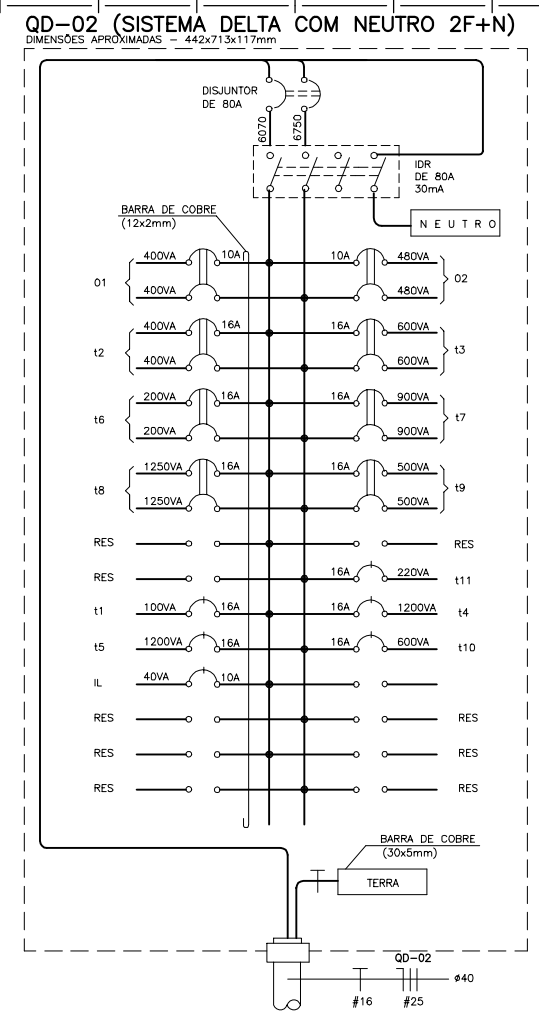 QD-02 (SISTEMA DELTA COM NEUTRO 2F+N)
DIMENSÕES APROXIMADAS - 442x713x117mm
DISJUNTOR
DE 80A
6070
6750
IDR
DE 80A
30mA
NEUTRO
BARRA DE COBRE
(12x2mm)
400VA 10A 10A 480VA
01 02
400VA 480VA
400VA 16A 16A 600VA
t2 t3
400VA 600VA
200VA 16A 16A 900VA
t6 t7
200VA 900VA
1250VA 16A 16A 500VA
t8 t9
1250VA 500VA
RES RES
RES 16A 220VA t11
t1 100VA 16A 16A 1200VA t4
t5 1200VA 16A 16A 600VA t10
IL 40VA 10A
RES RES
RES RES
RES RES
BARRA DE COBRE
(30x5mm)
TERRA
QD-02
ø40
#16 #25